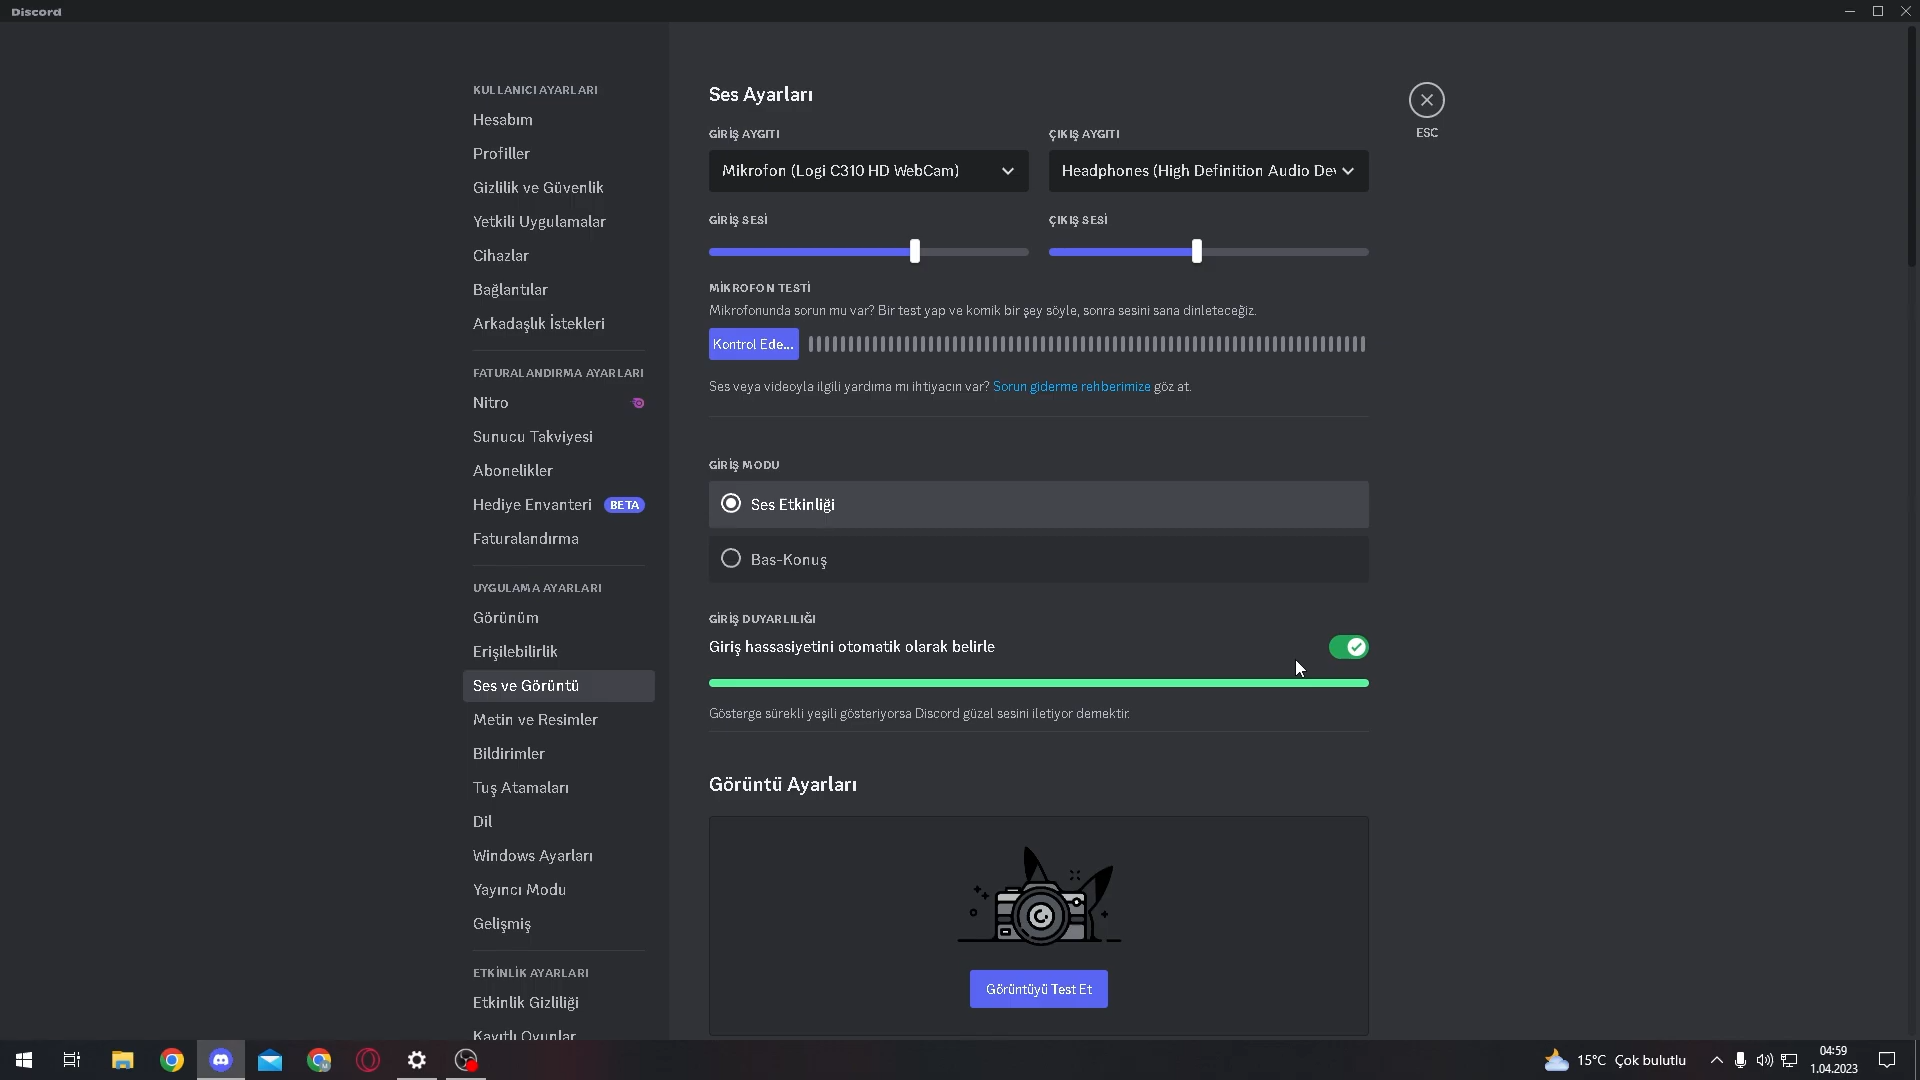 Discord
KULLANICI AYARLARI
Hesabım
Profiller
Gizlilik ve Güvenlik
Yetkili Uygulamalar
Cihazlar
Bağlantılar
Arkadaşlık İstekleri
FATURALANDIRMA AYARLARI
Nitro
Sunucu Takviyesi
Abonelikler
Hediye Envanteri BETA
Faturalandırma
UYGULAMA AYARLARI
Görünüm
Erişilebilirlik
Ses ve Görüntü
Metin ve Resimler
Bildirimler
Tuş Atamaları
Dil
Windows Ayarları
Yayıncı Modu
Gelişmiş
ETKİNLİK AYARLARI
Etkinlik Gizliliği
Kayıtlı Oyunlar
Ses Ayarları
ESC
GİRİŞ AYGITI ÇIKIŞ AYGITI
Mikrofon (Logi C310 HD WebCam) Headphones (High Definition Audio Dev
GİRİŞ SESİ ÇIKIŞ SESİ
MİKROFON TESTİ
Mikrofonunda sorun mu var? Bir test yap ve komik bir şey söyle, sonra sesini sana dinleteceğiz.
Kontrol Ede...
Ses veya videoyla ilgili yardıma mı ihtiyacın var? Sorun giderme rehberimize göz at.
GİRİŞ MODU
Ses Etkinliği
Bas-Konuş
GİRİŞ DUYARLILIĞI
Giriş hassasiyetini otomatik olarak belirle
Gösterge sürekli yeşili gösteriyorsa Discord güzel sesini iletiyor demektir.
Görüntü Ayarları
Görüntüyü Test Et
15°C Çok bulutlu
04:59
1.04.2023